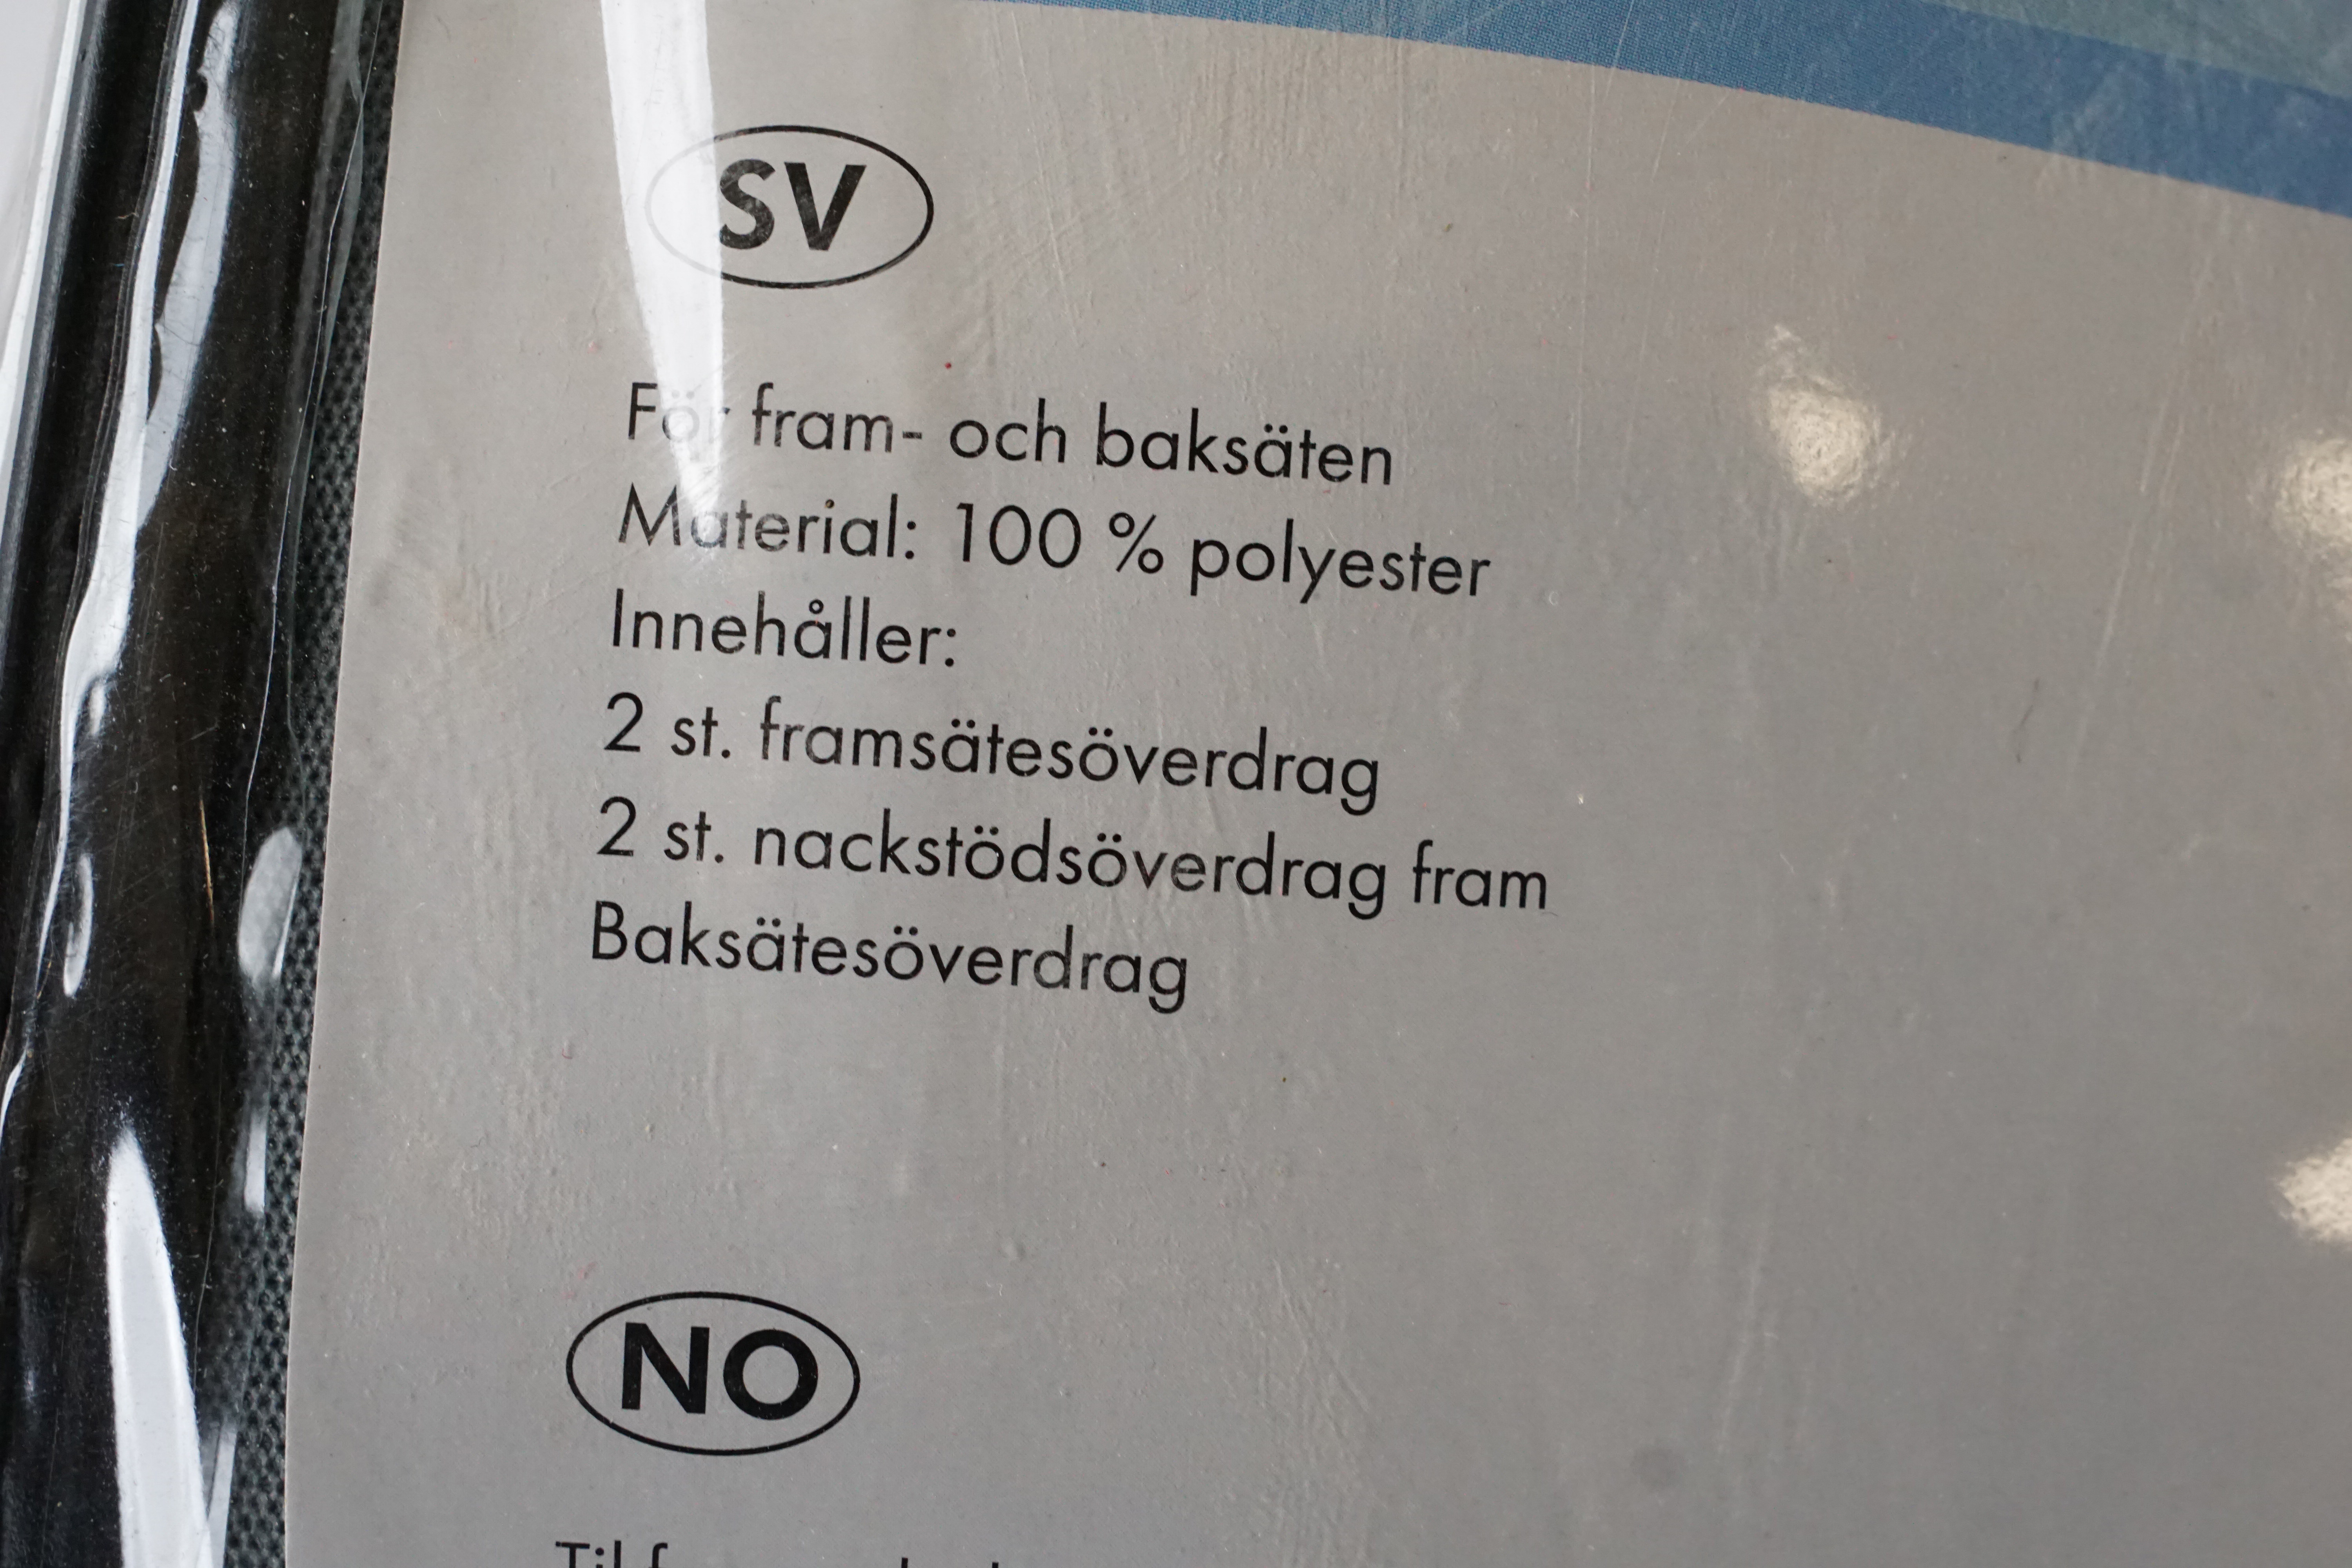 SV
För fram- och baksäten
Material: 100 % polyester
Innehåller:
2 st. framsätesöverdrag
2 st. nackstödsöverdrag fram
Baksätesöverdrag
NO